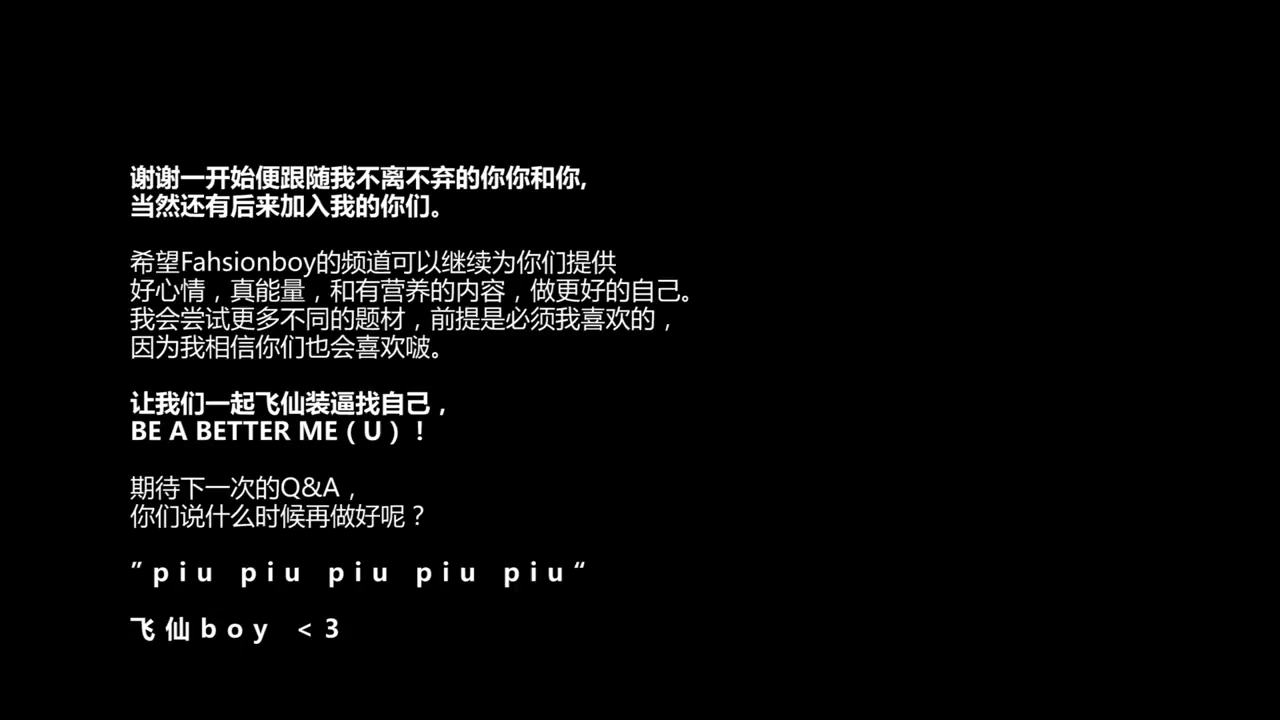 谢谢一开始便跟随我不离不弃的你你和你,
当然还有后来加入我的你们。
希望Fahsionboy的频道可以继续为你们提供
好心情，真能量，和有营养的内容，做更好的自己。
我会尝试更多不同的题材，前提是必须我喜欢的，
因为我相信你们也会喜欢啵。
让我们一起飞仙装逼找自己，
BE A BETTER ME（U）！
期待下一次的Q&A，
你们说什么时候再做好呢？
”piu piu piu piu piu“
飞仙boy <3